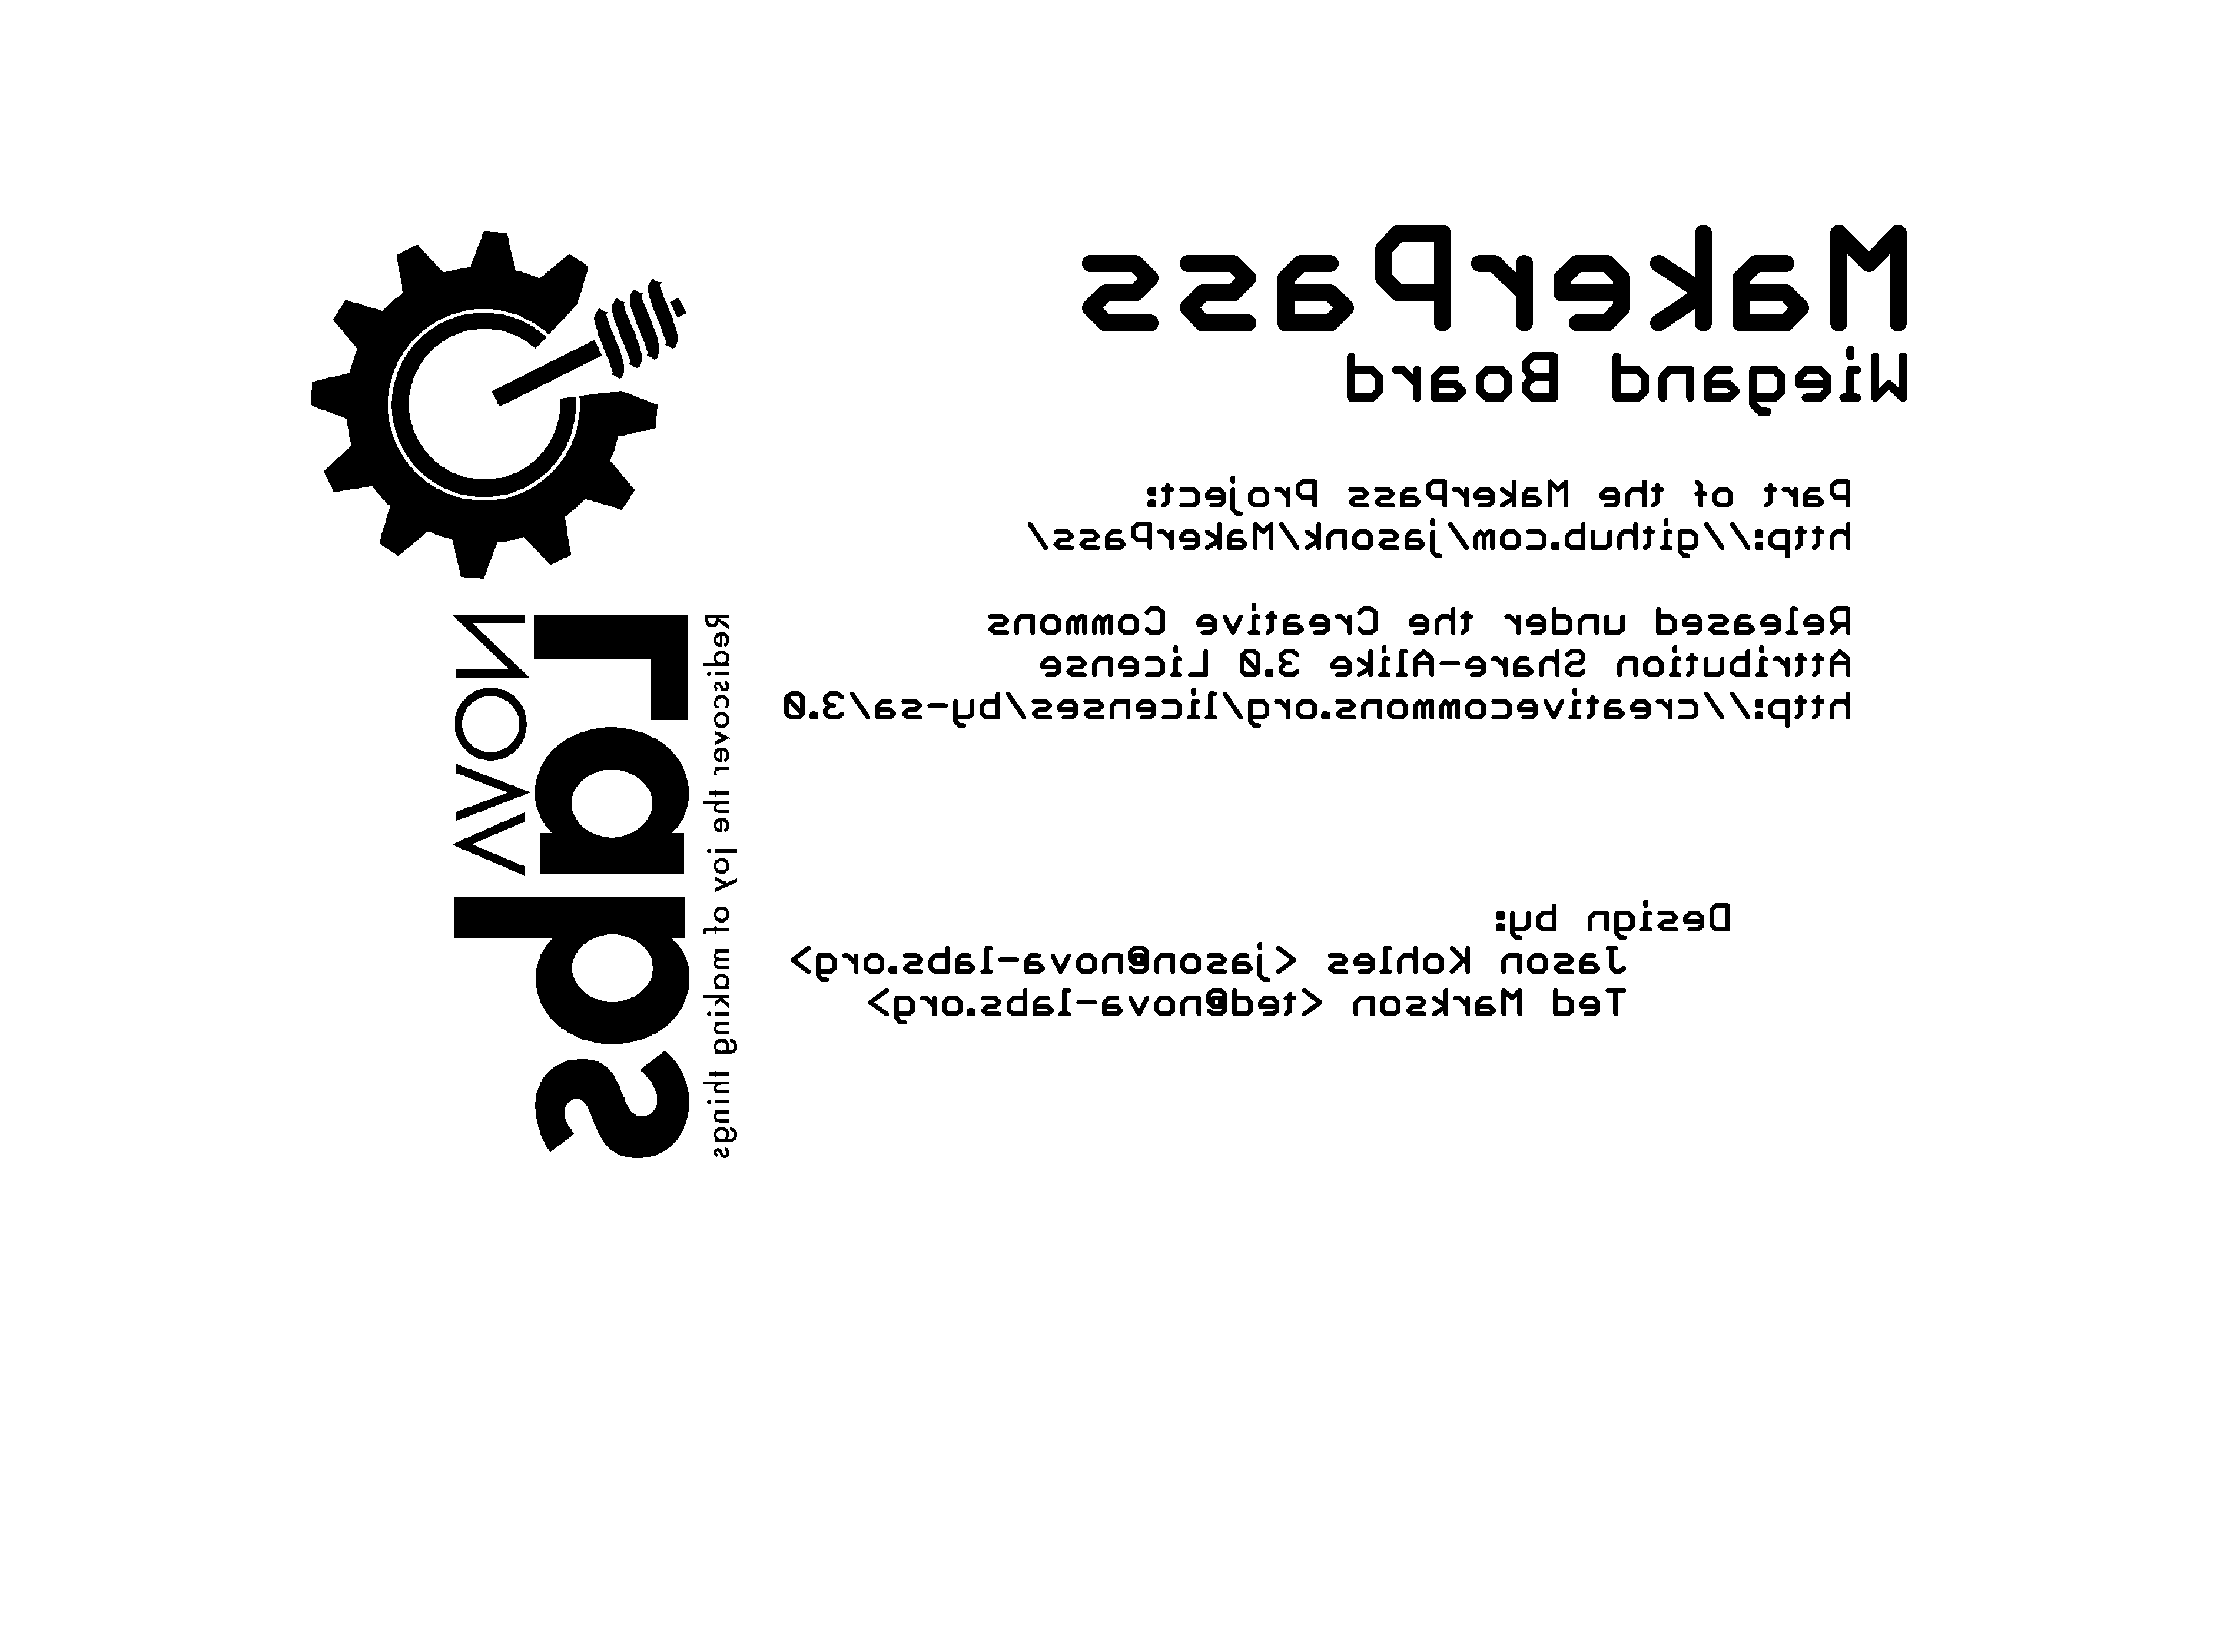 MakerPass
Wiegand Board
Part of the MakerPass Project:
http://github.com/jasonk/MakerPass/
Released under the Creative Commons
Attribution Share-Alike 3.0 License
http://creativecommons.org/licenses/by-sa/3.0
Design by:
Jason Kohles <jason@nova-labs.org>
Ted Markson <ted@nova-labs.org>
NOVA
Labs
Rediscover the joy of making things